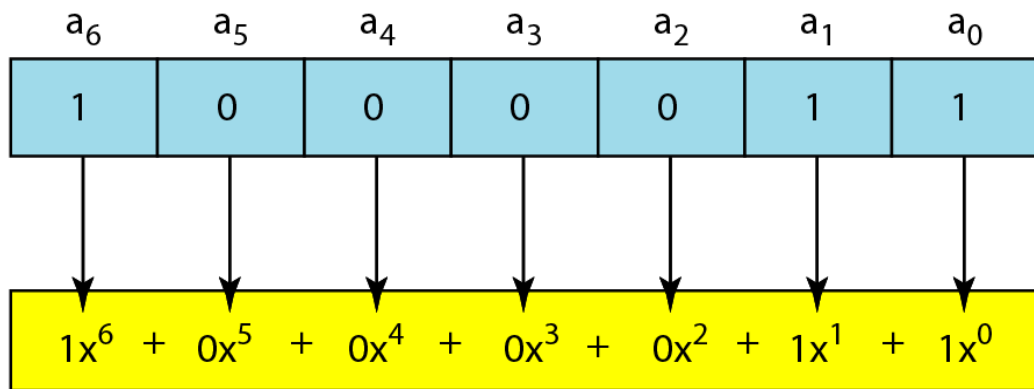 a₆ a₅ a₄ a₃ a₂ a₁ a₀
1 0 0 0 0 1 1
1x⁶ + 0x⁵ + 0x⁴ + 0x³ + 0x² + 1x¹ + 1x⁰